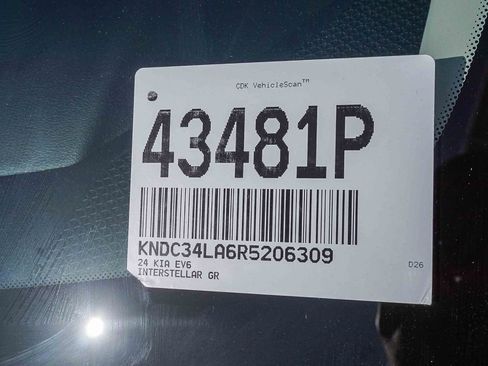 CDK VehicleScan™
43481P
KNDC34LA6R5206309
24 KIA EV6
INTERSTELLAR GR
D26